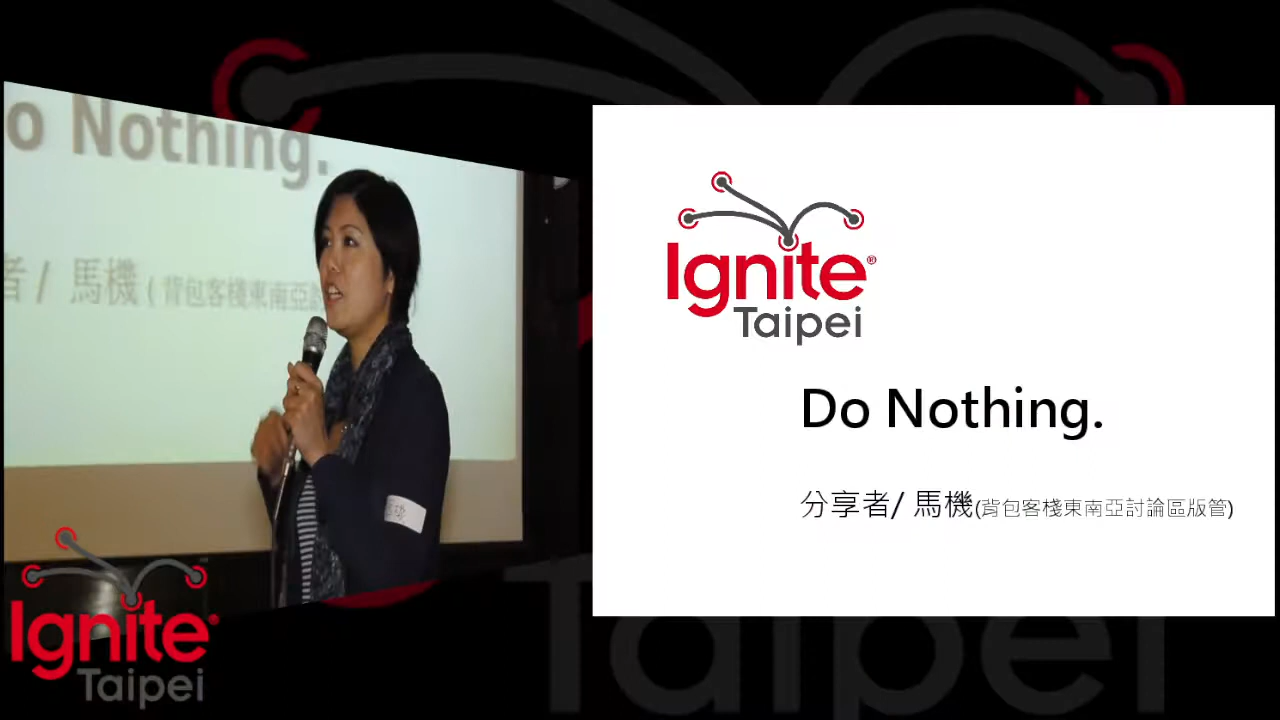 o Nothing.
者 / 馬機 ( 背包客棧東南亞討
Ignite®
Taipei
Do Nothing.
分享者/ 馬機(背包客棧東南亞討論區版管)
Ignite®
Taipei
Taipei